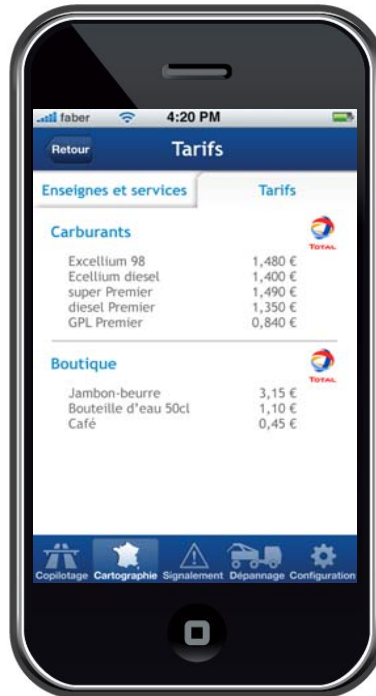 faber 4:20 PM
Retour Tarifs
Enseignes et services Tarifs
Carburants
TOTAL
Excellium 98 1,480 €
Ecellium diesel 1,400 €
super Premier 1,490 €
diesel Premier 1,350 €
GPL Premier 0,840 €
Boutique
TOTAL
Jambon-beurre 3,15 €
Bouteille d'eau 50cl 1,10 €
Café 0,45 €
Copilotage Cartographie Signalement Dépannage Configuration